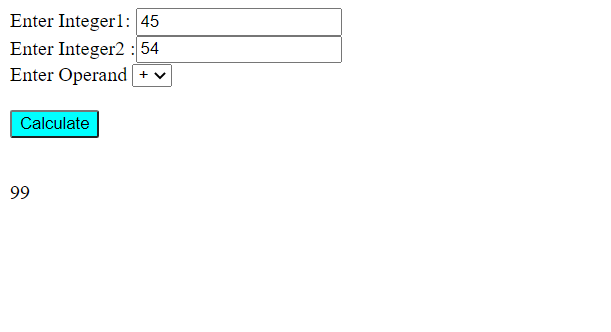 Enter Integer1: 45
Enter Integer2 :54
Enter Operand +
Calculate
99